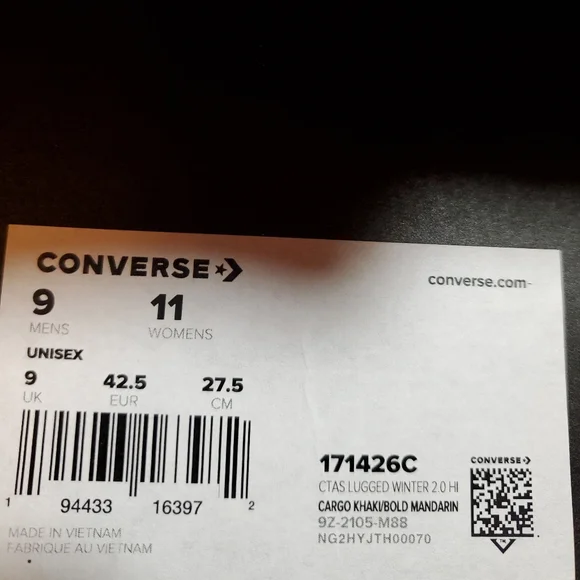 CONVERSE
converse.com
9 11
MENS WOMENS
UNISEX
9 42.5 27.5
UK EUR CM
1 94433 16397 2
MADE IN VIETNAM
FABRIQUE AU VIETNAM
171426C
CTAS LUGGED WINTER 2.0 HI
CARGO KHAKI/BOLD MANDARIN
9Z-2105-M88
NG2HYJTH00070
CONVERSE
TM